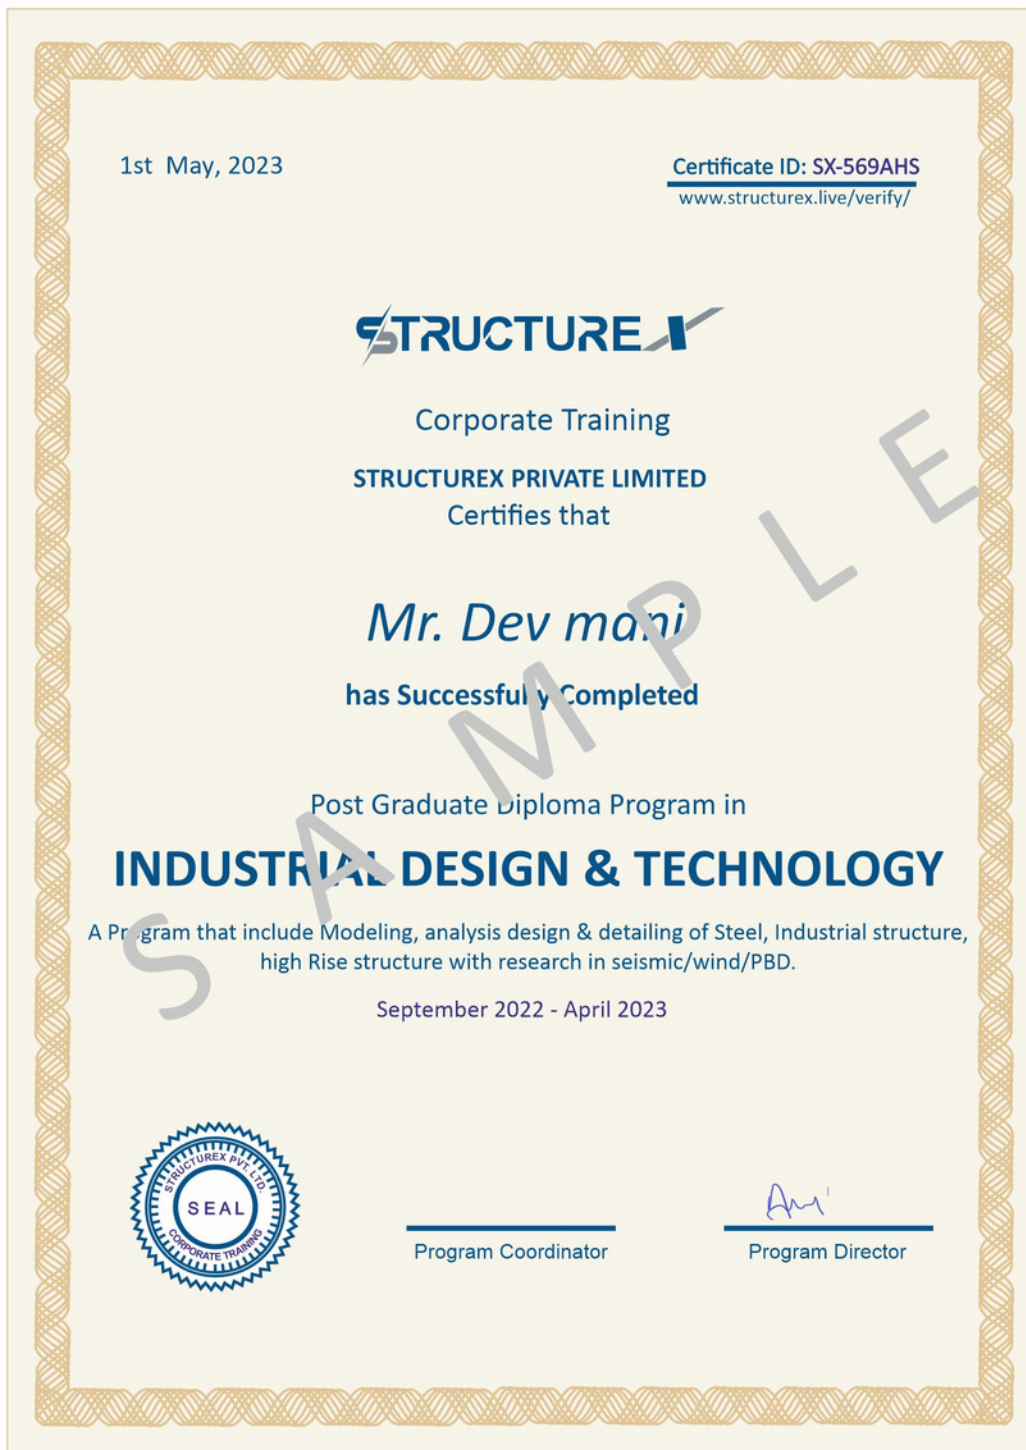 1st May, 2023
Certificate ID: SX-569AHS
www.structurex.live/verify/
STRUCTUREX
Corporate Training
STRUCTUREX PRIVATE LIMITED
Certifies that
Mr. Dev mani
has Successfully Completed
Post Graduate Diploma Program in
INDUSTRIAL DESIGN & TECHNOLOGY
A Program that include Modeling, analysis design & detailing of Steel, Industrial structure,
high Rise structure with research in seismic/wind/PBD.
September 2022 - April 2023
SAMPLE
STRUCTUREX PVT. LTD.
SEAL
CORPORATE TRAINING
Program Coordinator
Program Director